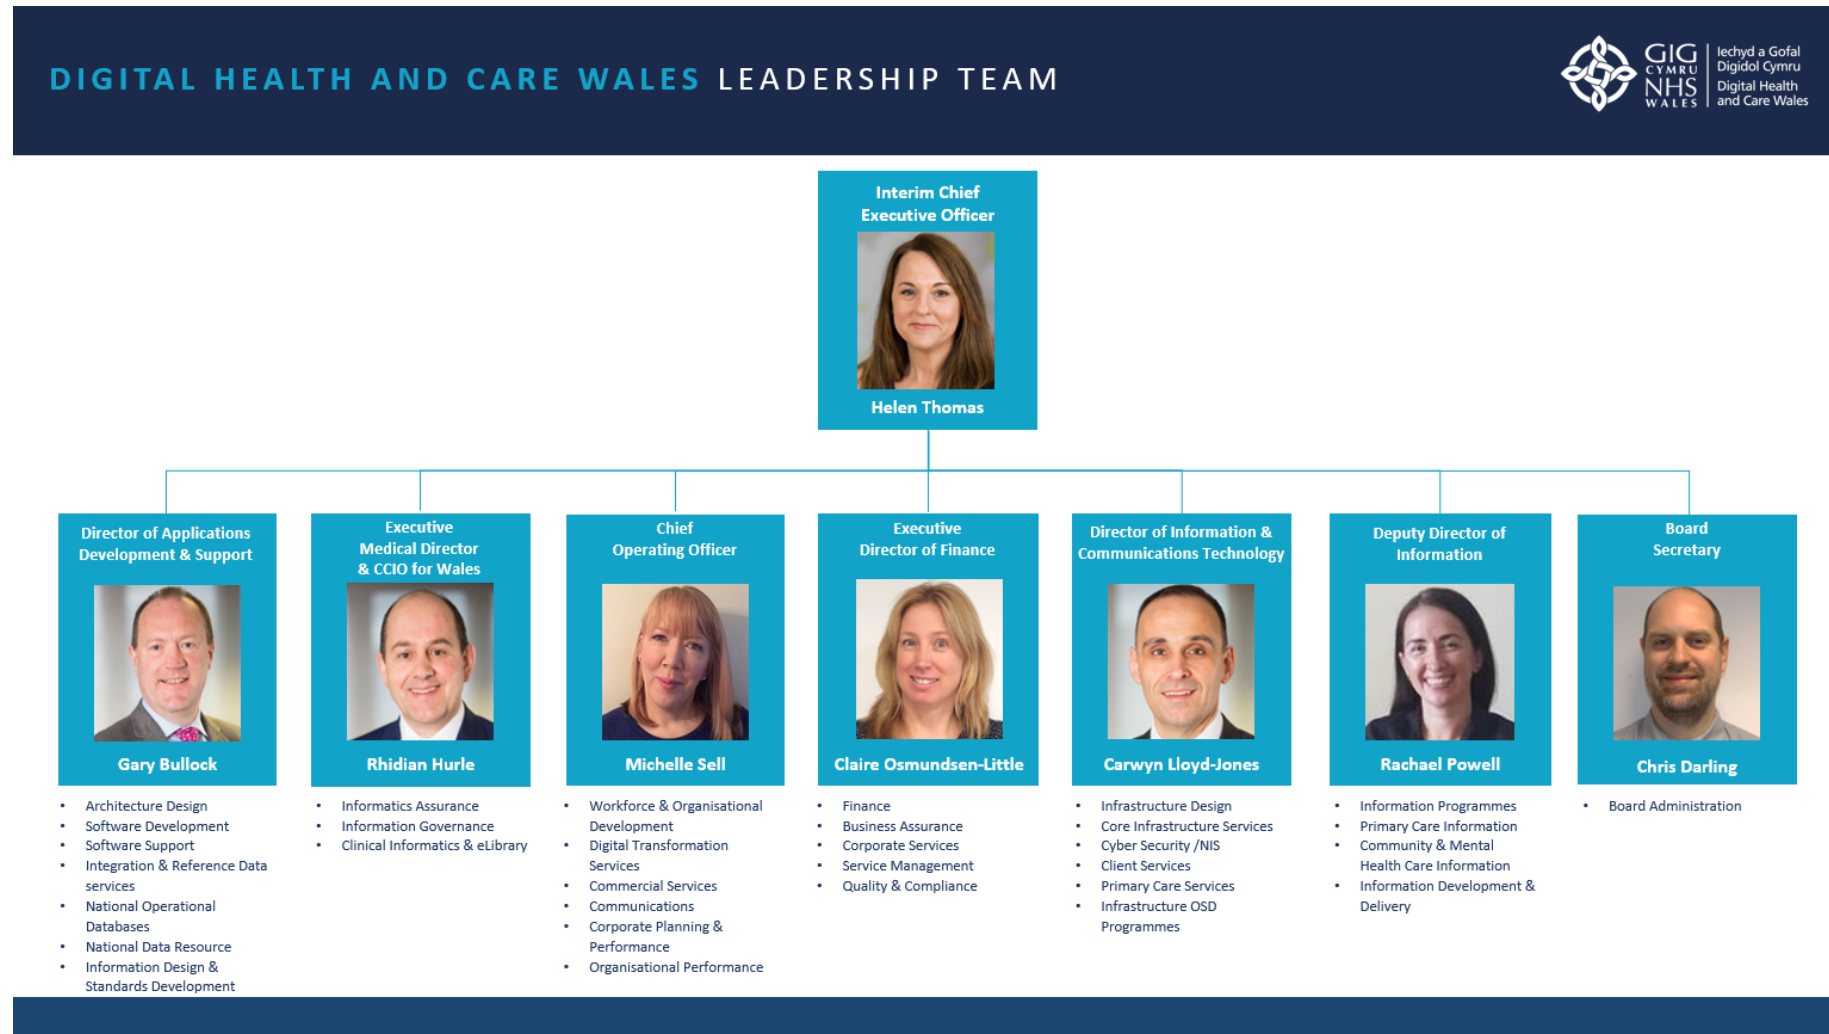 DIGITAL HEALTH AND CARE WALES LEADERSHIP TEAM
GIG
CYMRU
NHS
WALES
Iechyd a Gofal
Digidol Cymru
Digital Health
and Care Wales
Interim Chief
Executive Officer
Helen Thomas
Director of Applications
Development & Support
Gary Bullock
• Architecture Design
• Software Development
• Software Support
• Integration & Reference Data
services
• National Operational
Databases
• National Data Resource
• Information Design &
Standards Development
Executive
Medical Director
& CCIO for Wales
Rhidian Hurle
• Informatics Assurance
• Information Governance
• Clinical Informatics & eLibrary
Chief
Operating Officer
Michelle Sell
• Workforce & Organisational
Development
• Digital Transformation
Services
• Commercial Services
• Communications
• Corporate Planning &
Performance
• Organisational Performance
Executive
Director of Finance
Claire Osmundsen-Little
• Finance
• Business Assurance
• Corporate Services
• Service Management
• Quality & Compliance
Director of Information &
Communications Technology
Carwyn Lloyd-Jones
• Infrastructure Design
• Core Infrastructure Services
• Cyber Security /NIS
• Client Services
• Primary Care Services
• Infrastructure OSD
Programmes
Deputy Director of
Information
Rachael Powell
• Information Programmes
• Primary Care Information
• Community & Mental
Health Care Information
• Information Development &
Delivery
Board
Secretary
Chris Darling
• Board Administration